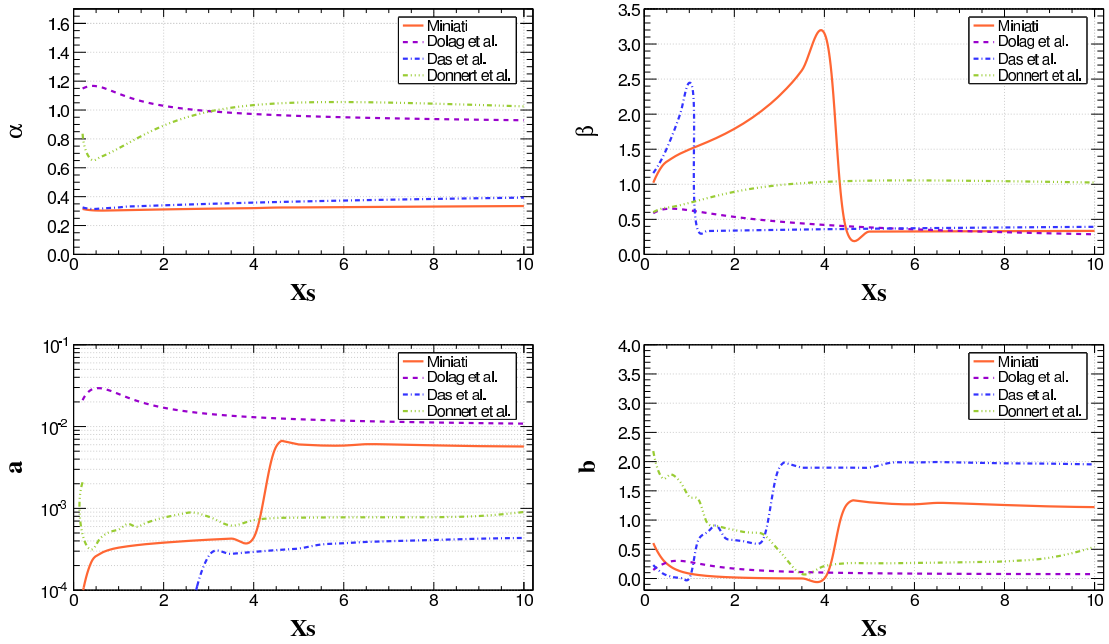 α
1.6
1.4
1.2
1.0
0.8
0.6
0.4
0.2
0.0
0 2 4 6 8 10
Xs
Miniati
Dolag et al.
Das et al.
Donnert et al.
β
3.5
3.0
2.5
2.0
1.5
1.0
0.5
0.0
0 2 4 6 8 10
Xs
Miniati
Dolag et al.
Das et al.
Donnert et al.
a
10⁻¹
10⁻²
10⁻³
10⁻⁴
0 2 4 6 8 10
Xs
Miniati
Dolag et al.
Das et al.
Donnert et al.
b
4.0
3.5
3.0
2.5
2.0
1.5
1.0
0.5
0.0
0 2 4 6 8 10
Xs
Miniati
Dolag et al.
Das et al.
Donnert et al.